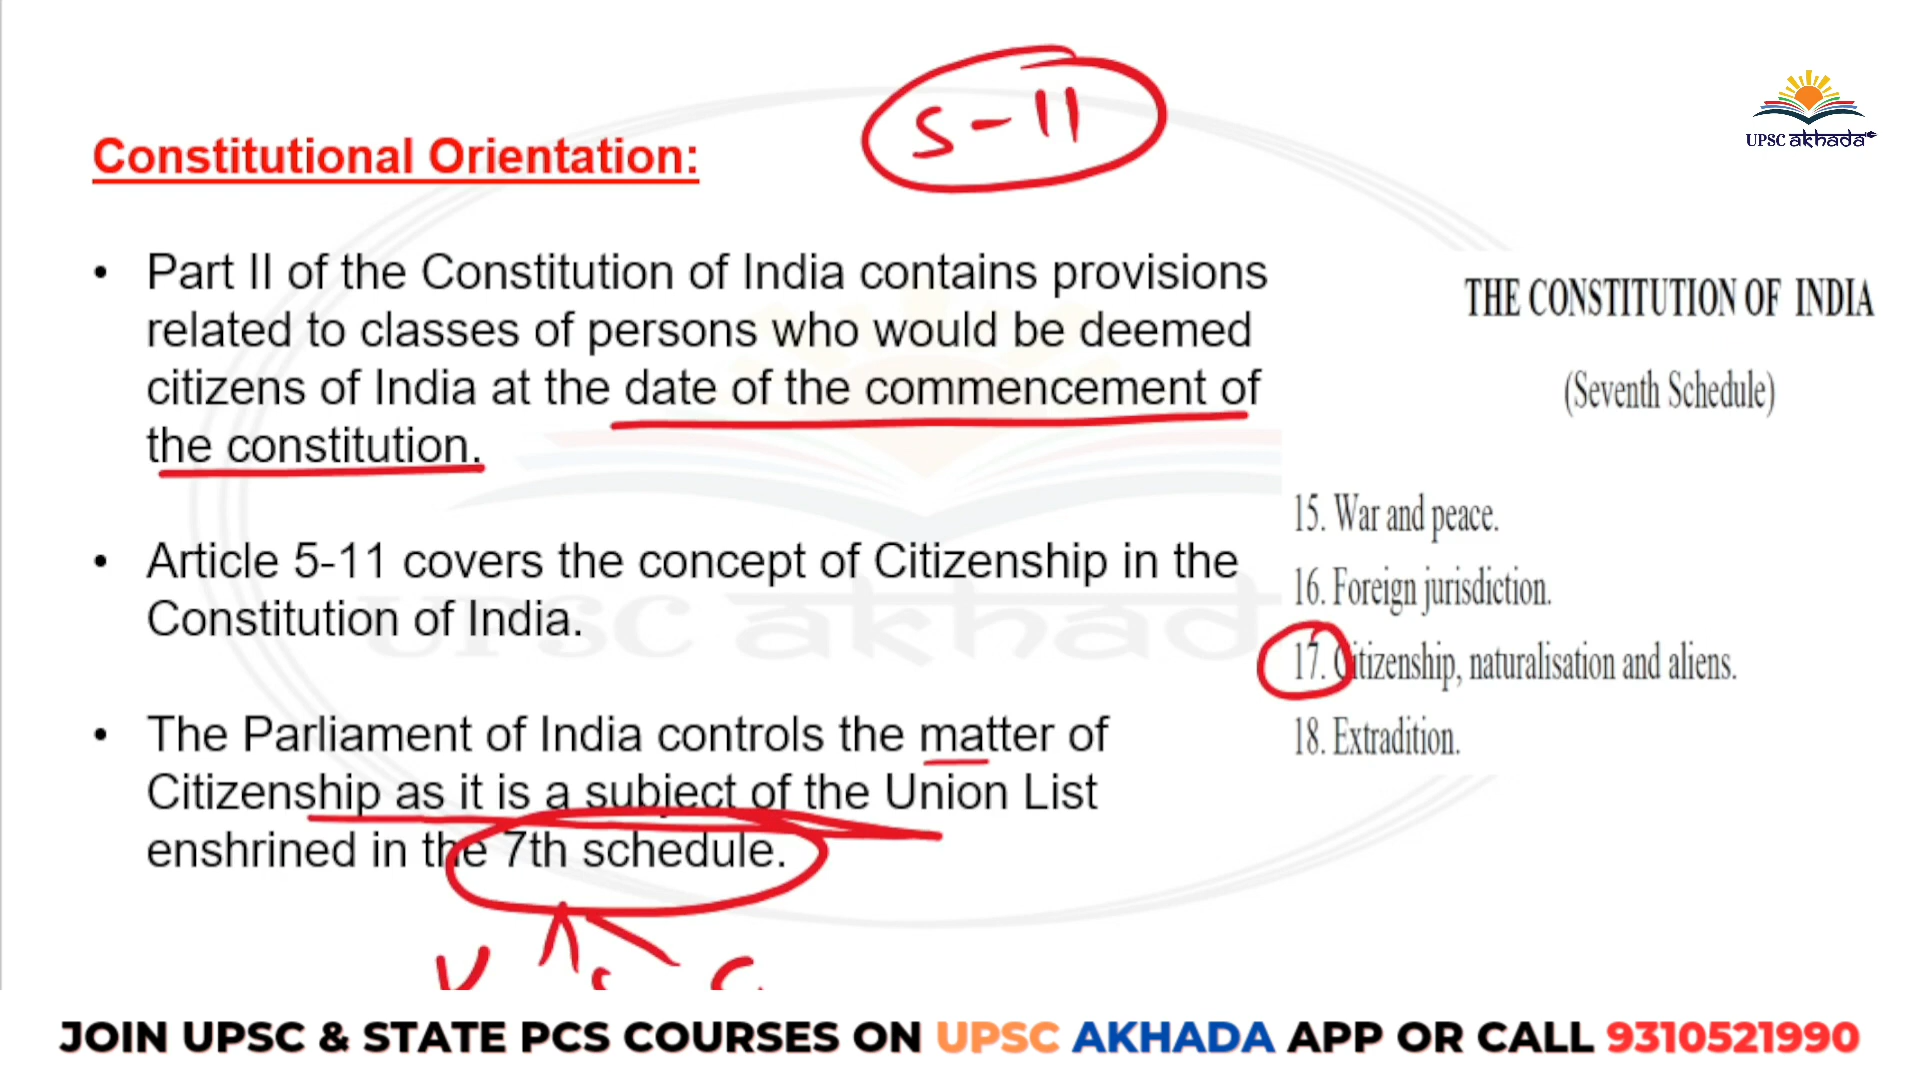 5-11
UPSC akhada
Constitutional Orientation:
• Part II of the Constitution of India contains provisions
related to classes of persons who would be deemed
citizens of India at the date of the commencement of
the constitution.
• Article 5-11 covers the concept of Citizenship in the
Constitution of India.
• The Parliament of India controls the matter of
Citizenship as it is a subject of the Union List
enshrined in the 7th schedule.
THE CONSTITUTION OF INDIA
(Seventh Schedule)
15. War and peace.
16. Foreign jurisdiction.
17. Citizenship, naturalisation and aliens.
18. Extradition.
UPSC akhada
JOIN UPSC & STATE PCS COURSES ON UPSC AKHADA APP OR CALL 9310521990